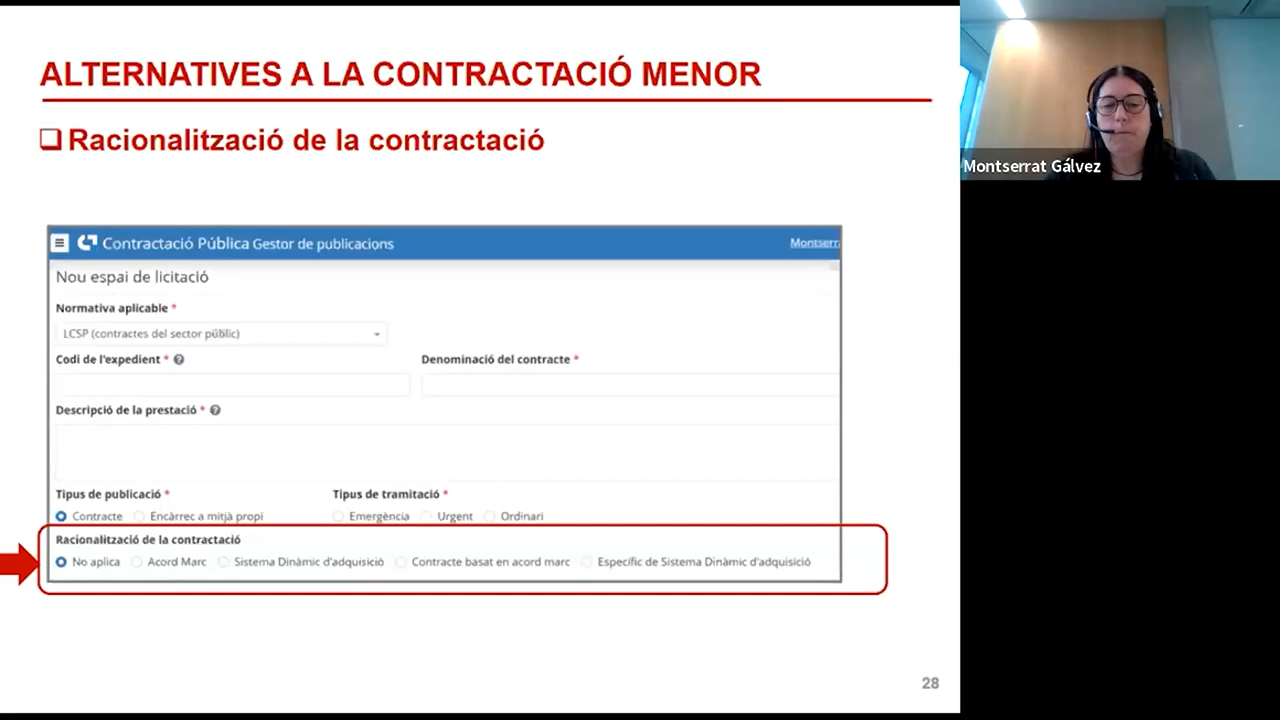 ALTERNATIVES A LA CONTRACTACIÓ MENOR
Racionalització de la contractació
Contractació Pública Gestor de publicacions
Montserra
Nou espai de licitació
Normativa aplicable *
LCSP (contractes del sector públic)
Codi de l'expedient * ?
Denominació del contracte *
Descripció de la prestació * ?
Tipus de publicació *
Tipus de tramitació *
Contracte Encàrrec a mitjà propi
Emergència Urgent Ordinari
Racionalització de la contractació
No aplica Acord Marc Sistema Dinàmic d'adquisició Contracte basat en acord marc Específic de Sistema Dinàmic d'adquisició
28
Montserrat Gálvez